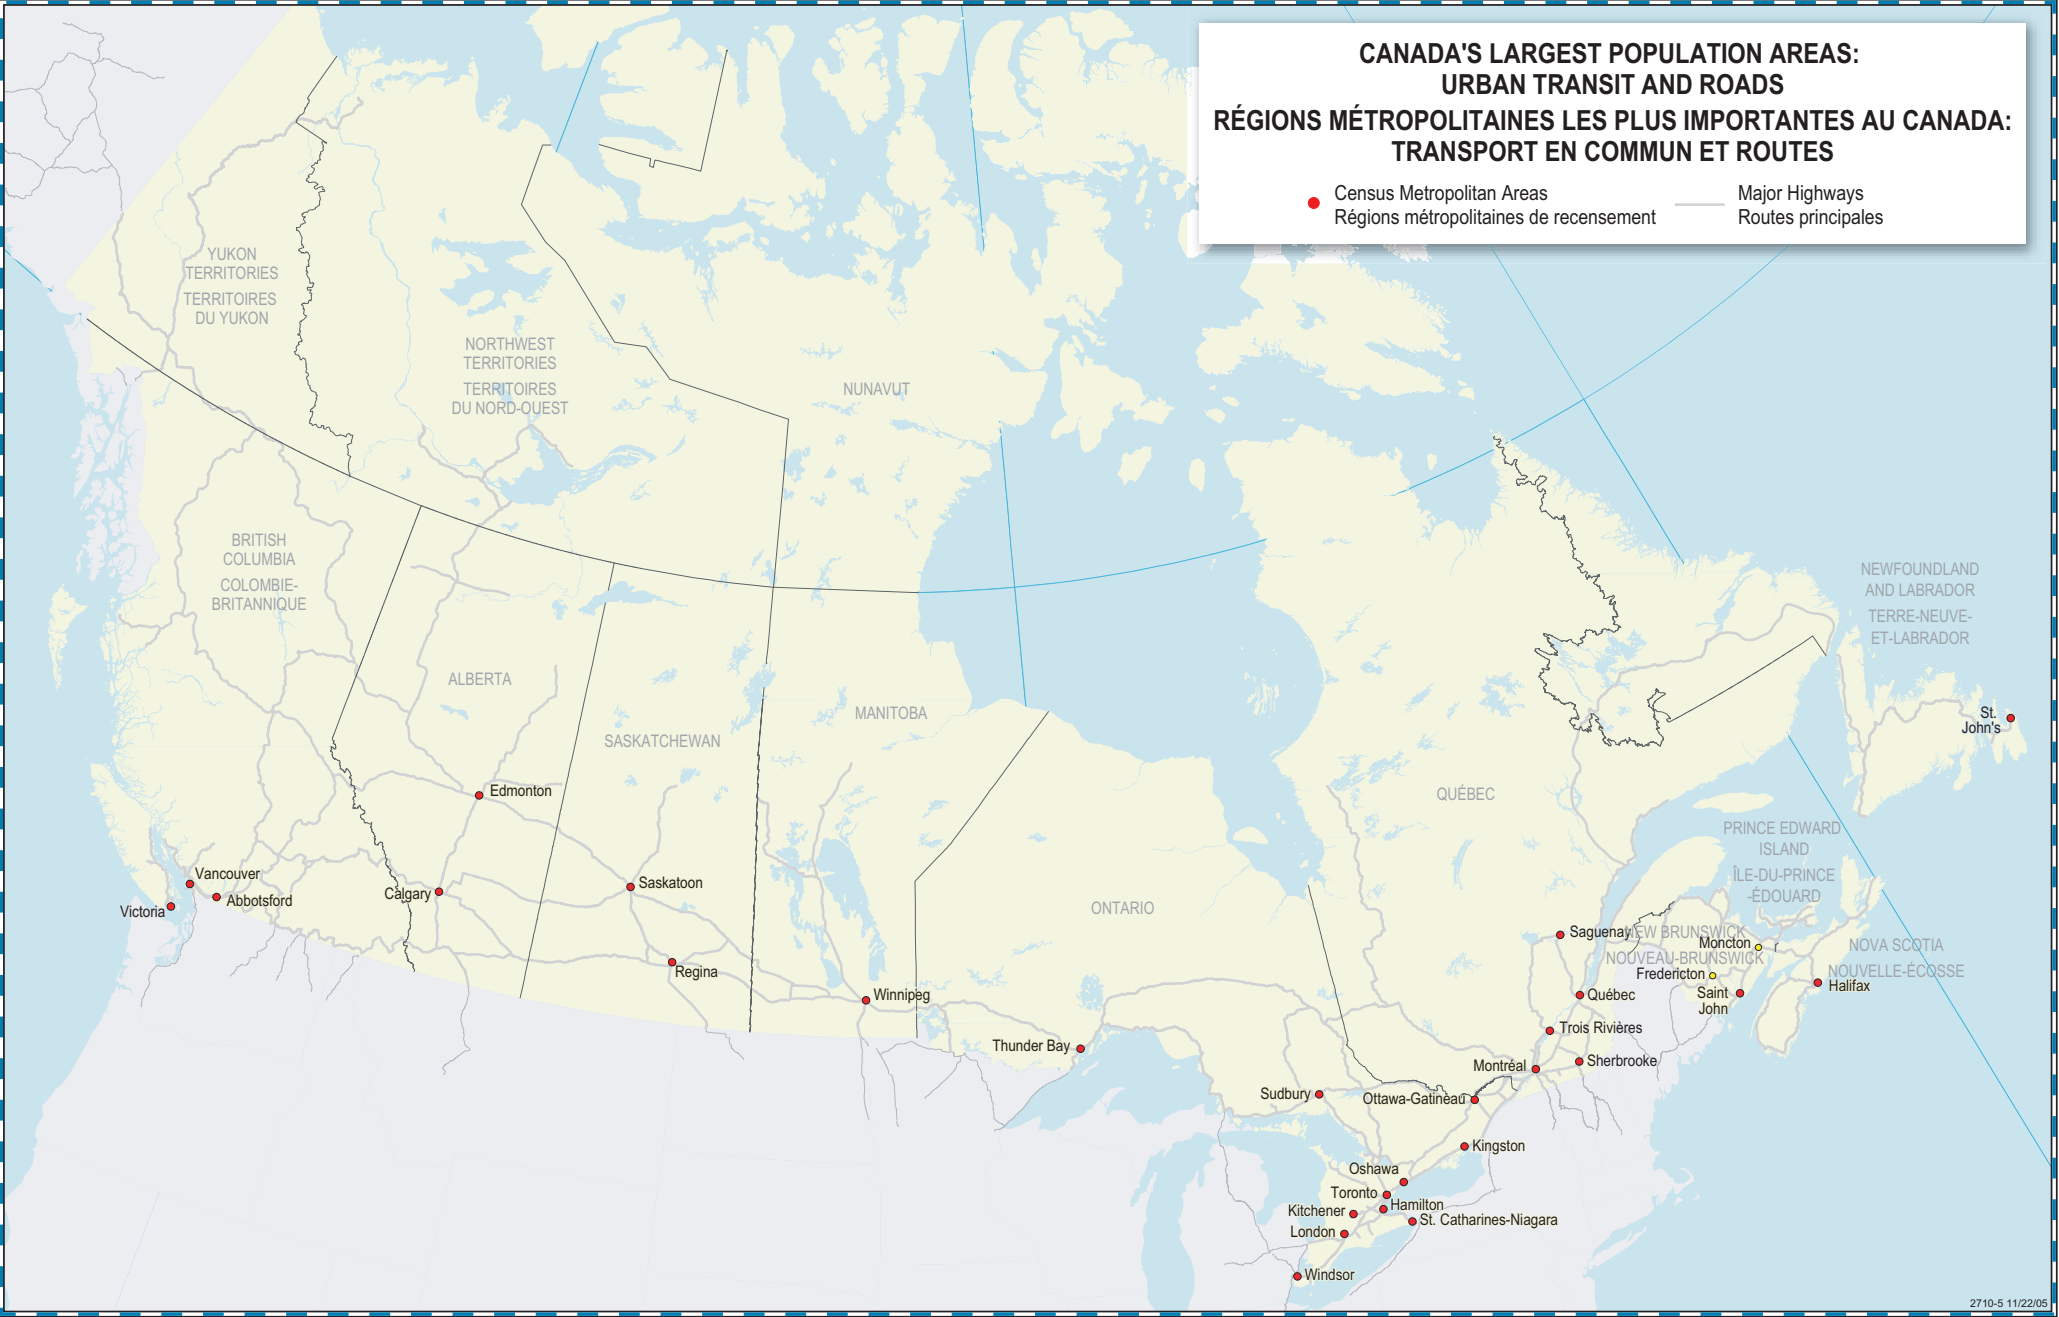 CANADA'S LARGEST POPULATION AREAS:
URBAN TRANSIT AND ROADS
RÉGIONS MÉTROPOLITAINES LES PLUS IMPORTANTES AU CANADA:
TRANSPORT EN COMMUN ET ROUTES
Census Metropolitan Areas
Régions métropolitaines de recensement
Major Highways
Routes principales
YUKON
TERRITORIES
TERRITOIRES
DU YUKON
NORTHWEST
TERRITORIES
TERRITOIRES
DU NORD-OUEST
NUNAVUT
BRITISH
COLUMBIA
COLOMBIE-
BRITANNIQUE
ALBERTA
SASKATCHEWAN
MANITOBA
ONTARIO
QUÉBEC
NEWFOUNDLAND
AND LABRADOR
TERRE-NEUVE-
ET-LABRADOR
PRINCE EDWARD
ISLAND
ÎLE-DU-PRINCE
-ÉDOUARD
NEW BRUNSWICK
NOUVEAU-BRUNSWICK
NOVA SCOTIA
NOUVELLE-ÉCOSSE
St.
John's
Edmonton
Vancouver
Abbotsford
Victoria
Calgary
Saskatoon
Regina
Winnipeg
Thunder Bay
Saguenay
Moncton
r
Fredericton
Saint
John
Halifax
Québec
Trois Rivières
Sherbrooke
Montréal
Ottawa-Gatineau
Sudbury
Kingston
Oshawa
Toronto
Hamilton
Kitchener
St. Catharines-Niagara
London
Windsor
2710-5 11/22/05